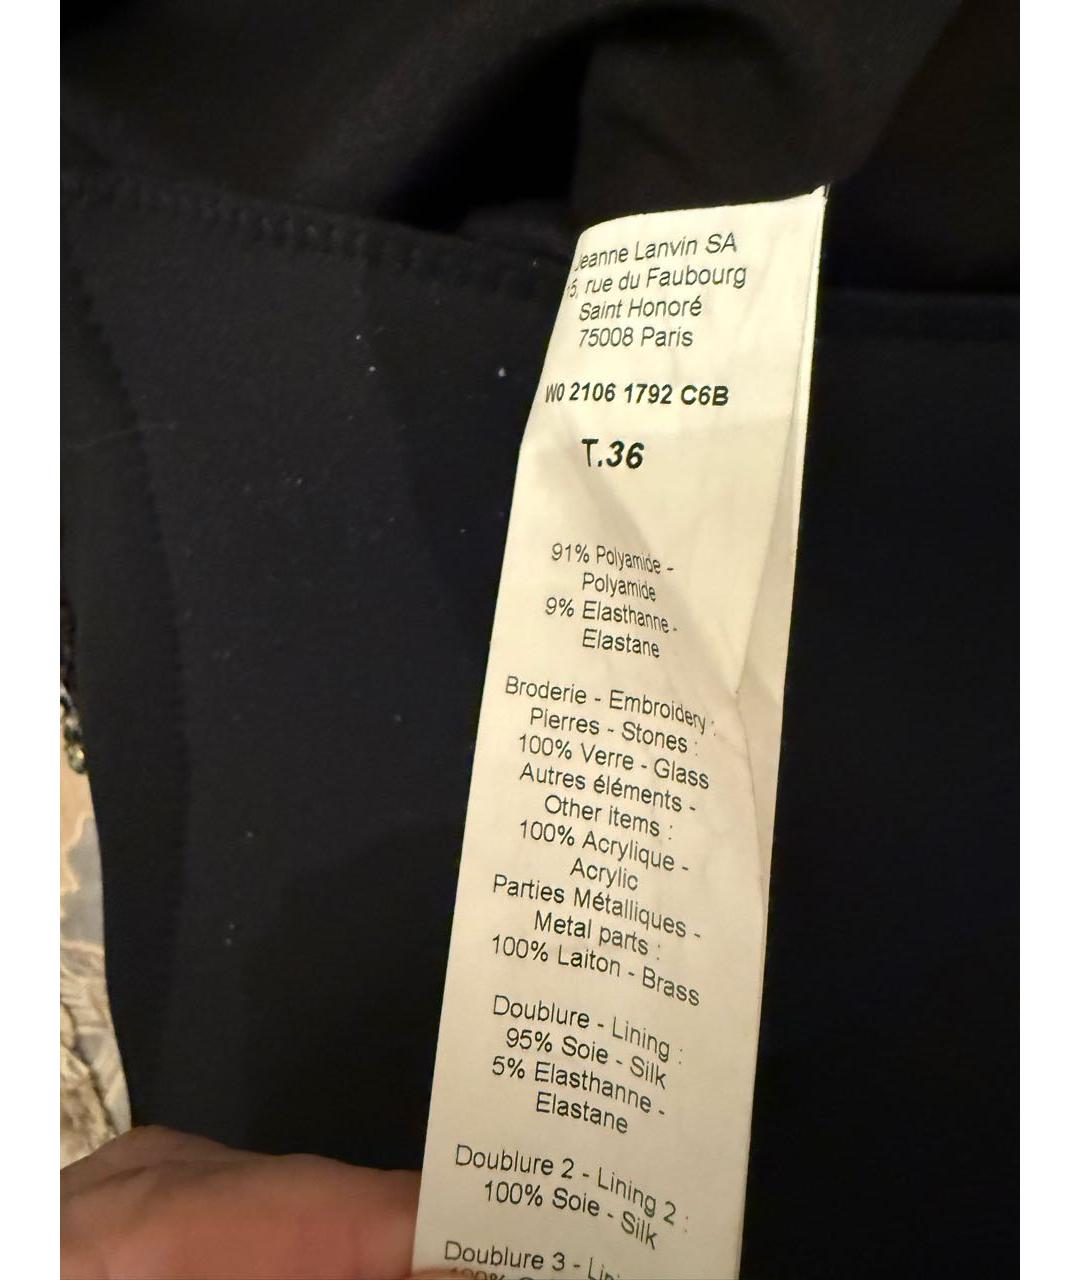 Jeanne Lanvin SA
15, rue du Faubourg
Saint Honoré
75008 Paris
W0 2106 1792 C6B
T.36
91% Polyamide -
Polyamide
9% Elasthanne -
Elastane
Broderie - Embroidery :
Pierres - Stones :
100% Verre - Glass
Autres éléments -
Other items :
100% Acrylique -
Acrylic
Parties Métalliques -
Metal parts :
100% Laiton - Brass
Doublure - Lining :
95% Soie - Silk
5% Elasthanne -
Elastane
Doublure 2 - Lining 2 :
100% Soie - Silk
Doublure 3 -